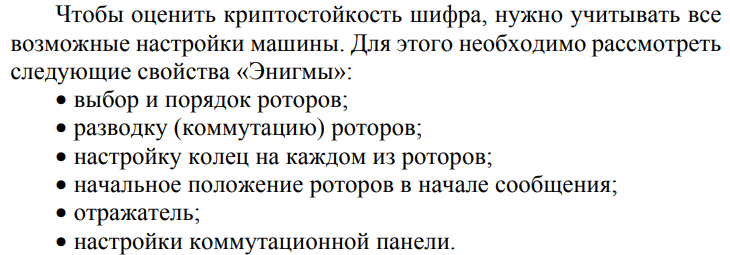 Чтобы оценить криптостойкость шифра, нужно учитывать все
возможные настройки машины. Для этого необходимо рассмотреть
следующие свойства «Энигмы»:
• выбор и порядок роторов;
• разводку (коммутацию) роторов;
• настройку колец на каждом из роторов;
• начальное положение роторов в начале сообщения;
• отражатель;
• настройки коммутационной панели.